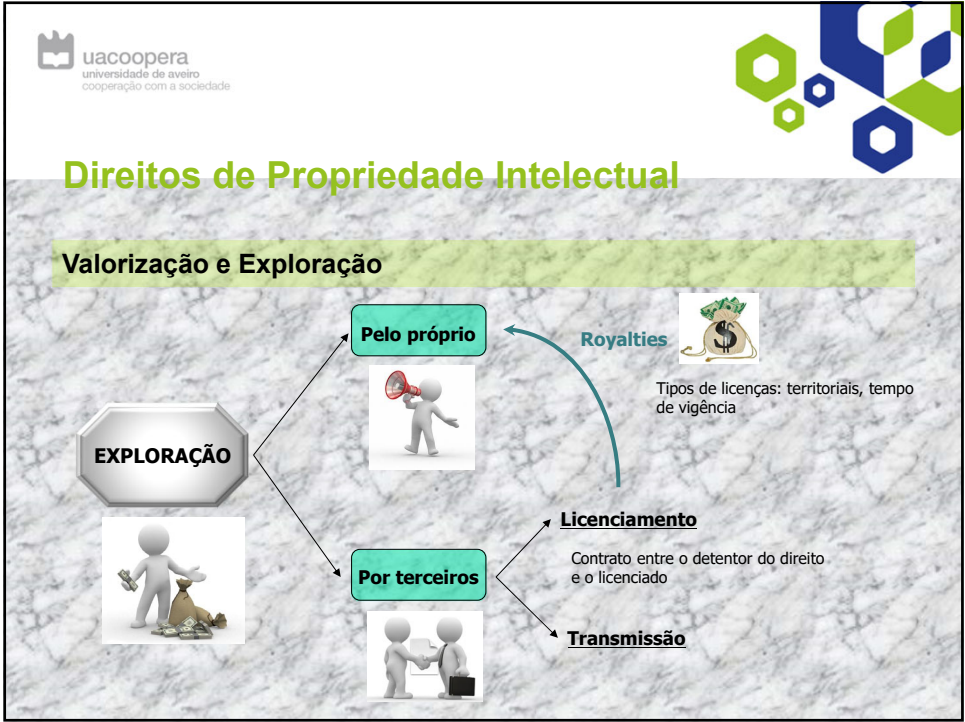 uacoopera
universidade de aveiro
cooperação com a sociedade
Direitos de Propriedade Intelectual
Valorização e Exploração
Pelo próprio
Royalties
$
Tipos de licenças: territoriais, tempo
de vigência
EXPLORAÇÃO
Licenciamento
Contrato entre o detentor do direito
e o licenciado
Por terceiros
Transmissão